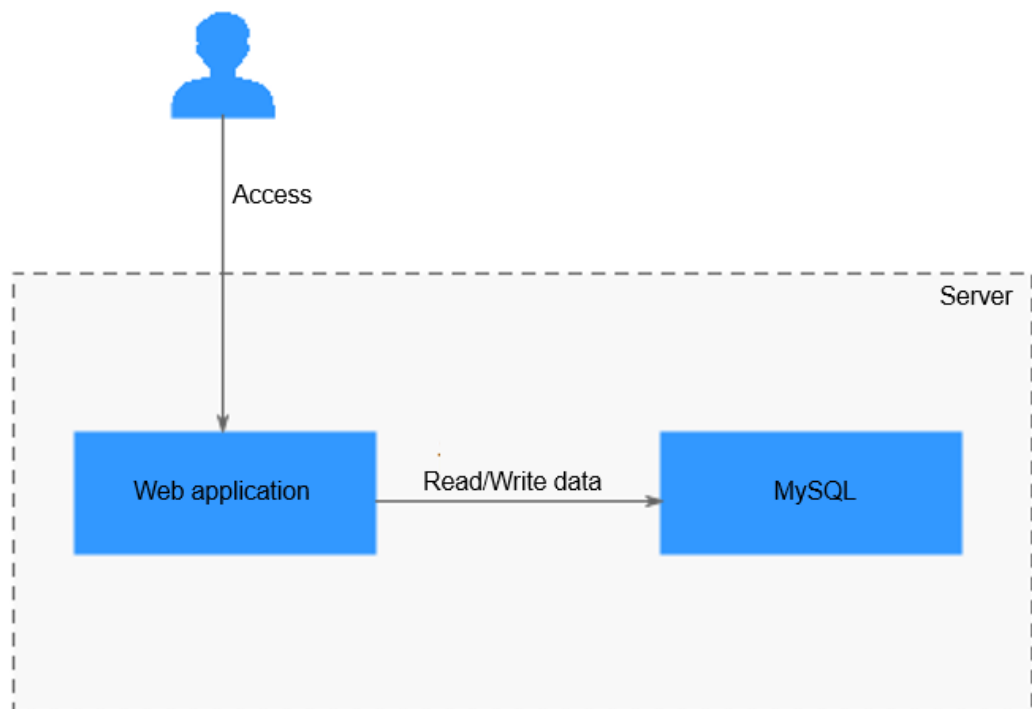 Access
Server
Web application
Read/Write data
MySQL